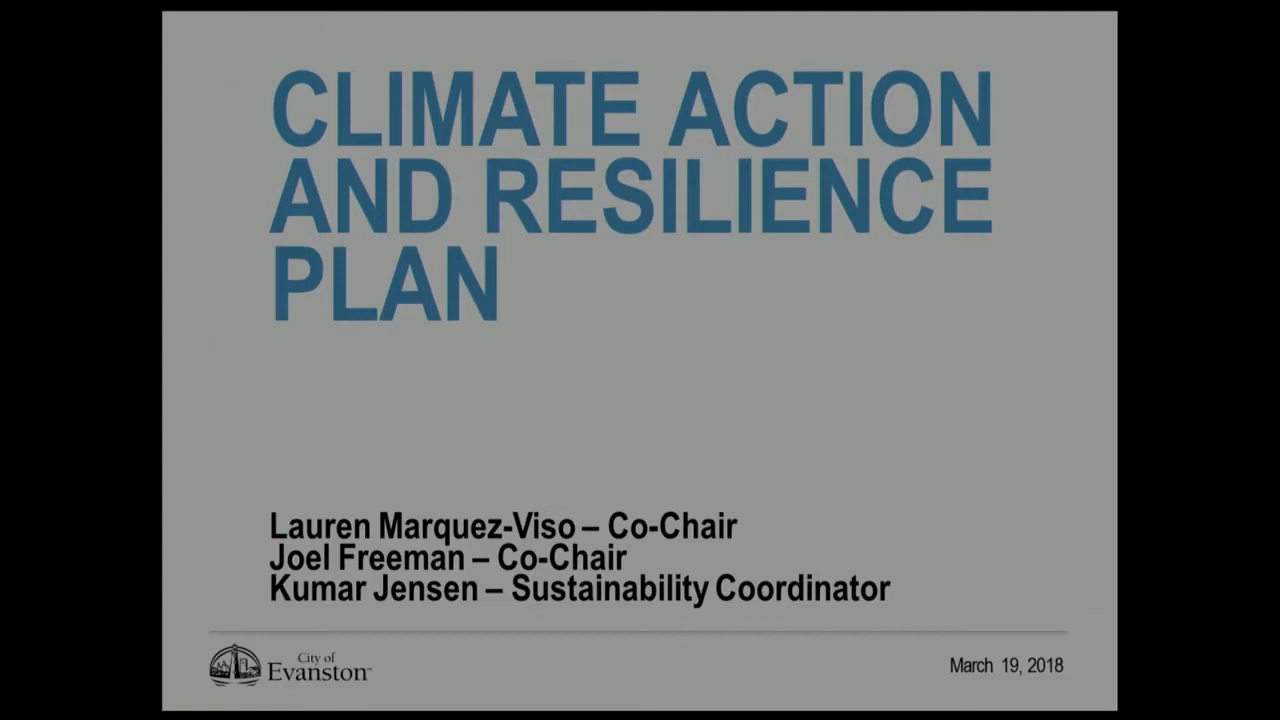 CLIMATE ACTION
AND RESILIENCE
PLAN
Lauren Marquez-Viso – Co-Chair
Joel Freeman – Co-Chair
Kumar Jensen – Sustainability Coordinator
City of
Evanston™
March 19, 2018